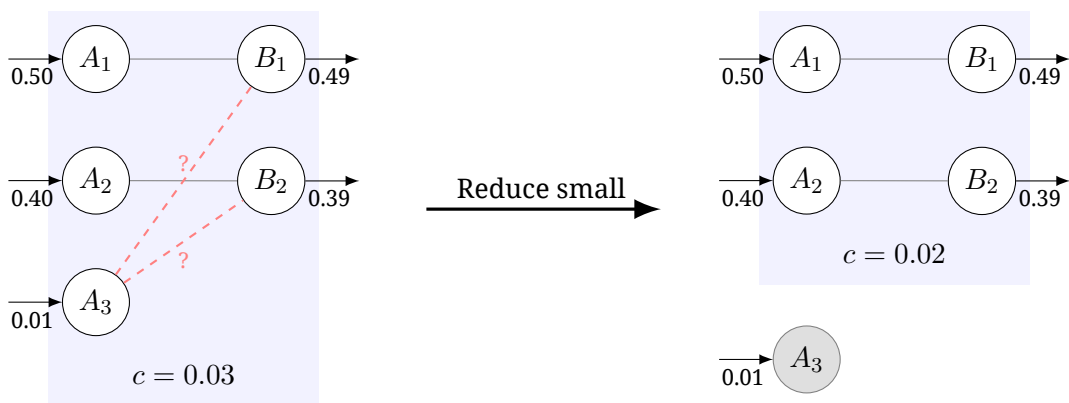 A₁ B₁
0.50 0.49
?
A₂ B₂
0.40 0.39
?
A₃
0.01
c = 0.03
Reduce small
A₁ B₁
0.50 0.49
A₂ B₂
0.40 0.39
c = 0.02
A₃
0.01